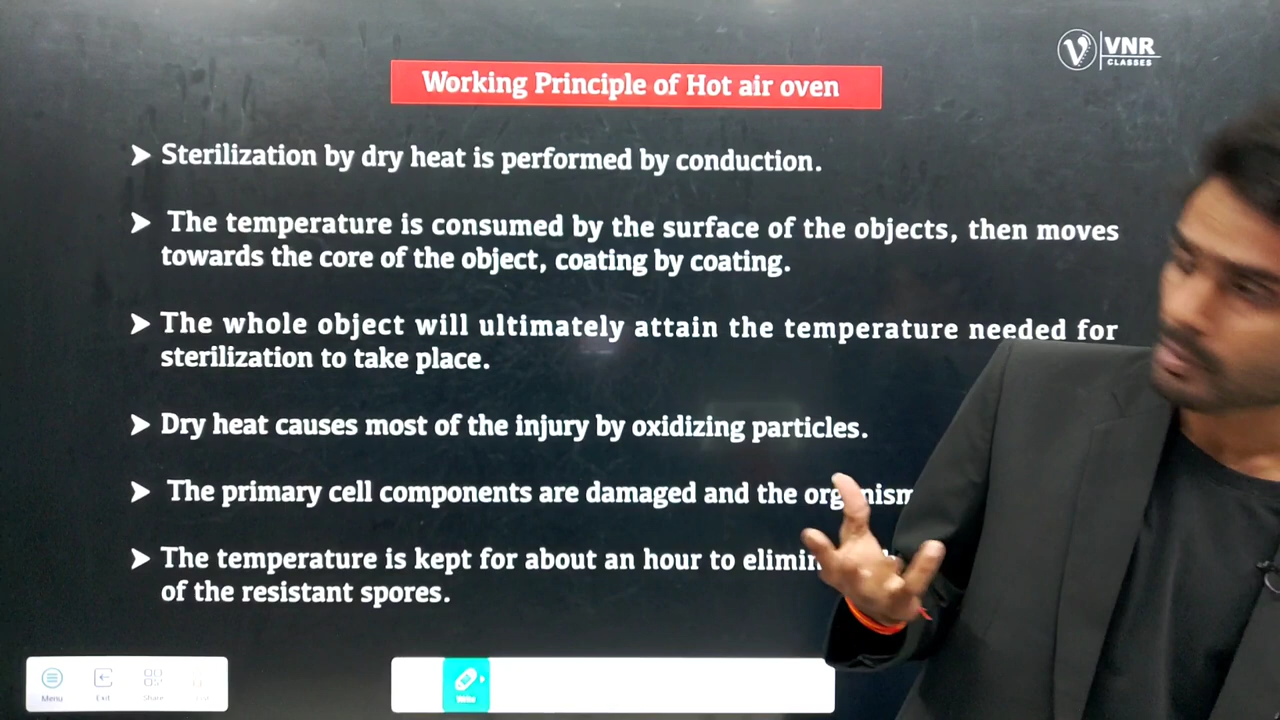 VNR
CLASSES
Working Principle of Hot air oven
➤ Sterilization by dry heat is performed by conduction.
➤ The temperature is consumed by the surface of the objects, then moves
towards the core of the object, coating by coating.
➤ The whole object will ultimately attain the temperature needed for
sterilization to take place.
➤ Dry heat causes most of the injury by oxidizing particles.
➤ The primary cell components are damaged and the
➤ The temperature is kept for about an hour to
of the resistant spores.
Menu
Exit
Share
Write